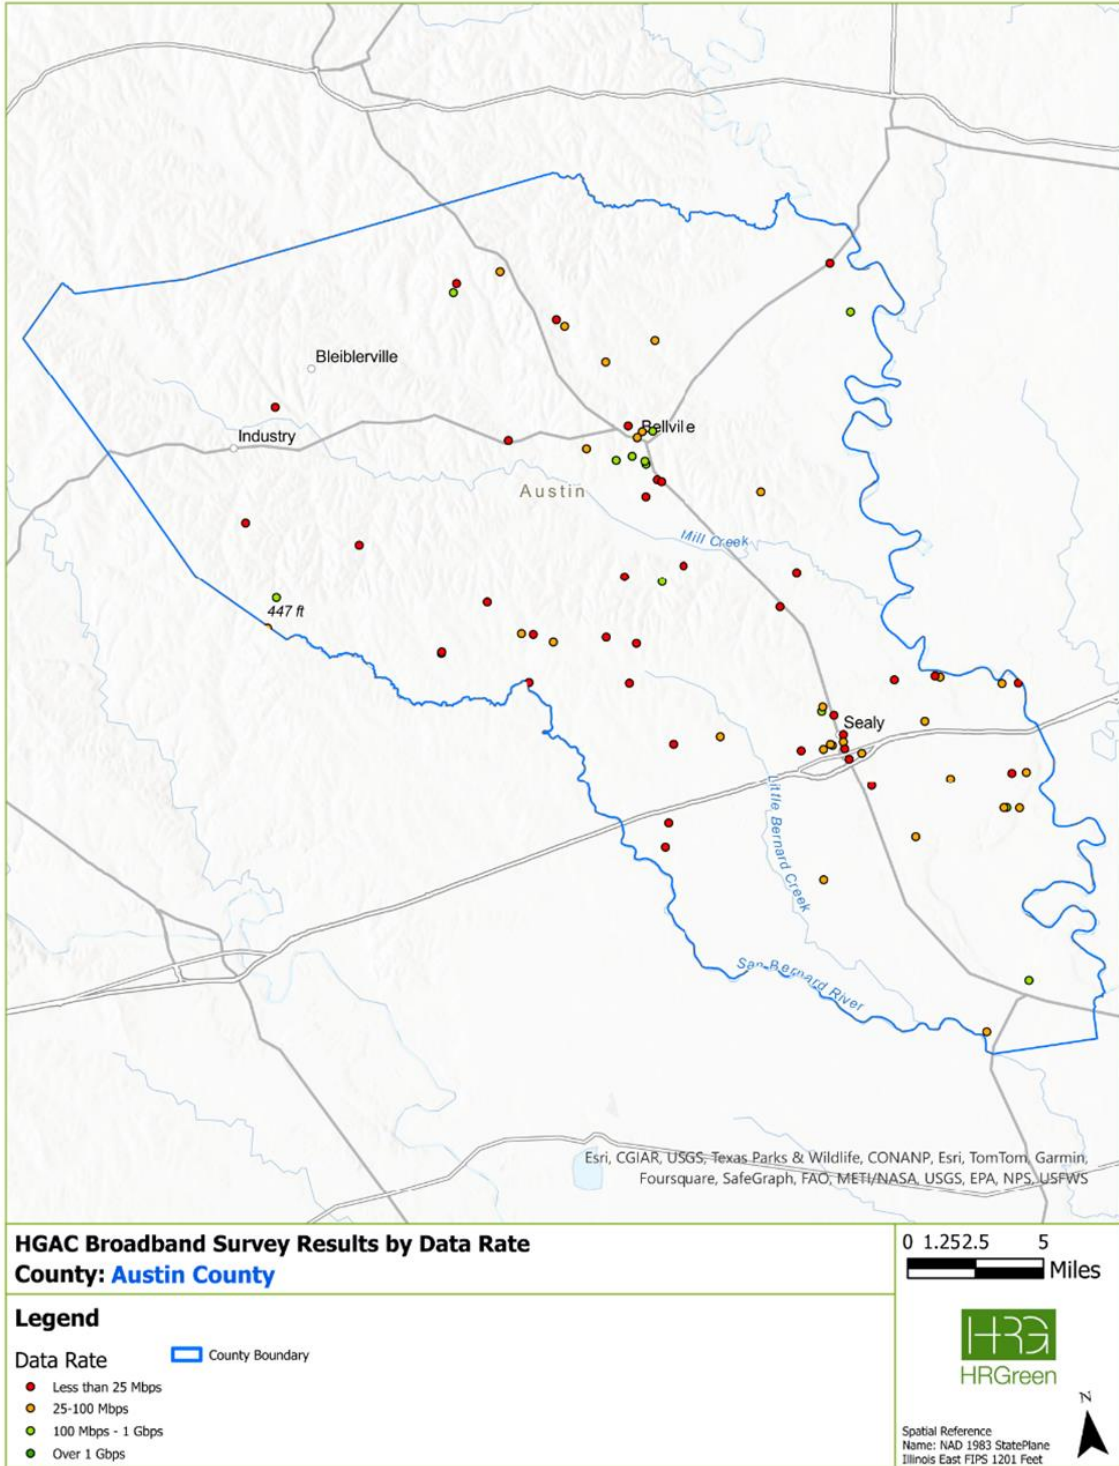 Bleiblerville
Industry
Bellville
Austin
Mill Creek
447 ft
Sealy
Little Bernard Creek
San Bernard River
Esri, CGIAR, USGS, Texas Parks & Wildlife, CONANP, Esri, TomTom, Garmin,
Foursquare, SafeGraph, FAO, METI/NASA, USGS, EPA, NPS, USFWS
HGAC Broadband Survey Results by Data Rate
County: Austin County
0 1.25 2.5 5
Miles
Legend
Data Rate
County Boundary
Less than 25 Mbps
25-100 Mbps
100 Mbps - 1 Gbps
Over 1 Gbps
HRG
HRGreen
N
Spatial Reference
Name: NAD 1983 StatePlane
Illinois East FIPS 1201 Feet